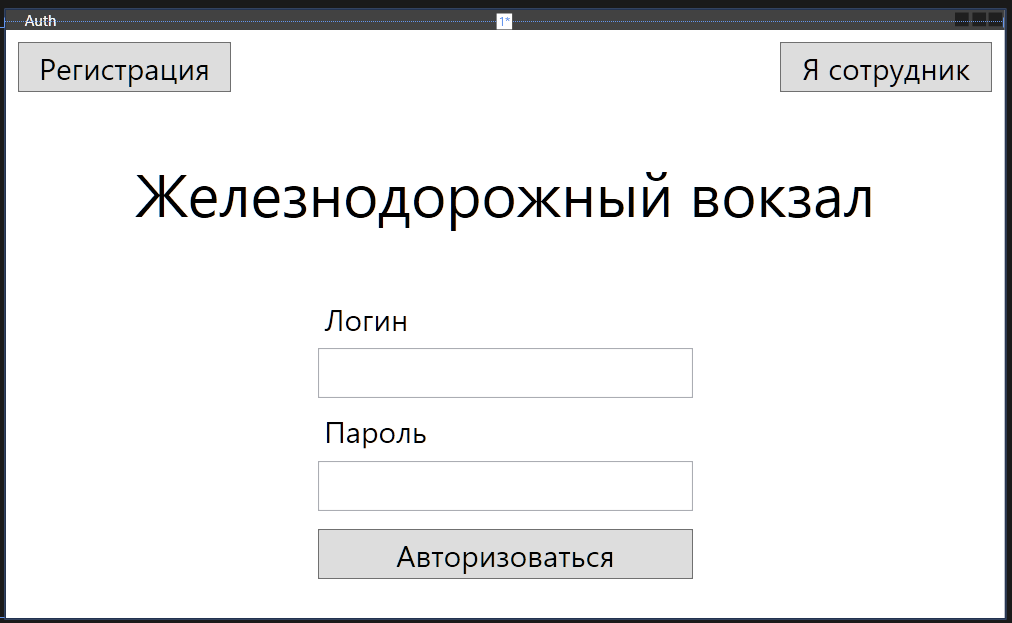 Auth
1*
Регистрация
Я сотрудник
Железнодорожный вокзал
Логин
Пароль
Авторизоваться